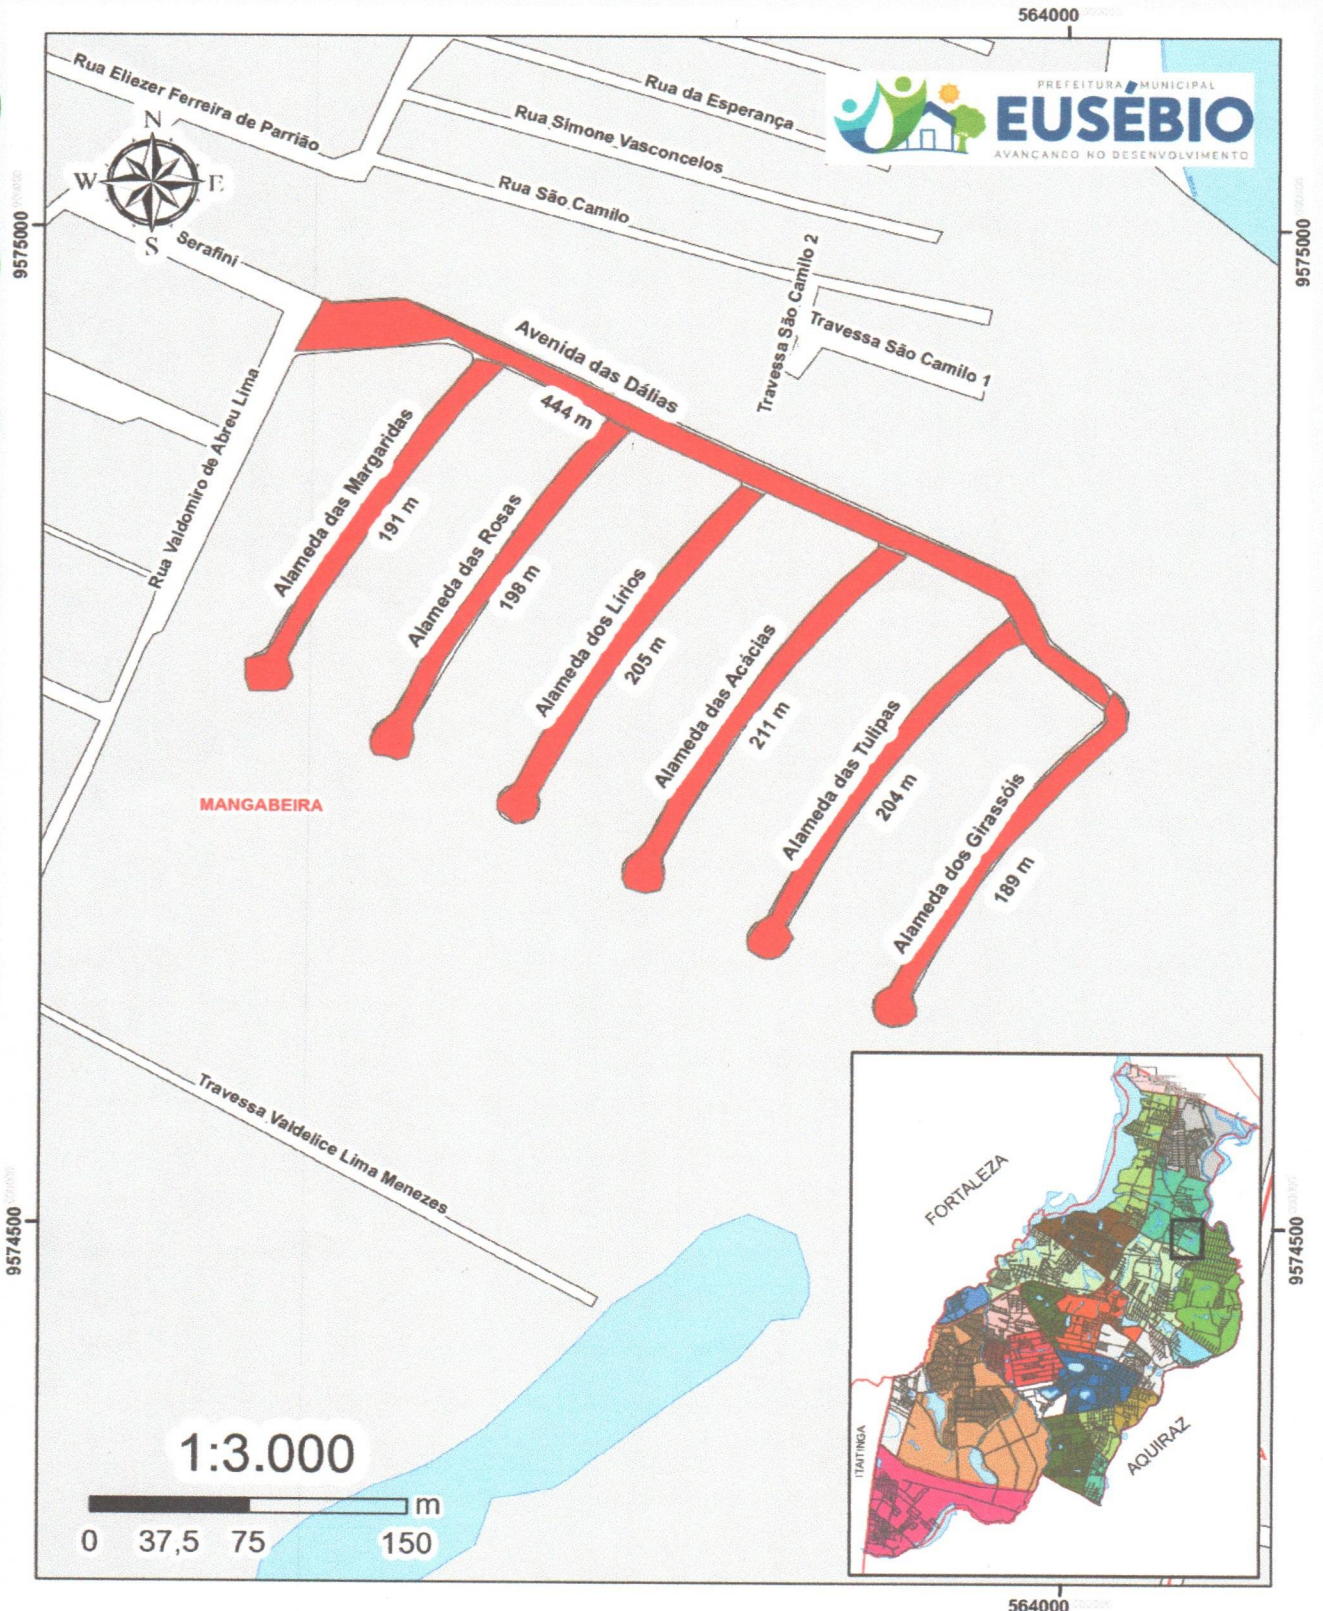 564000
PREFEITURA MUNICIPAL
EUSÉBIO
AVANÇANDO NO DESENVOLVIMENTO
Rua Eliezer Ferreira de Parrião
Rua da Esperança
Rua Simone Vasconcelos
Rua São Camilo
N
W
E
S
Serafini
9575000
9575000
Travessa São Camilo 2
Travessa São Camilo 1
Avenida das Dálias
444 m
Rua Valdomiro de Abreu Lima
Alameda das Margaridas
191 m
Alameda das Rosas
198 m
Alameda dos Lírios
205 m
Alameda das Acácias
211 m
Alameda das Tulipas
204 m
Alameda dos Girassóis
189 m
MANGABEIRA
Travessa Valdelice Lima Menezes
9574500
9574500
FORTALEZA
ITAITINGA
AQUIRAZ
1:3.000
m
0 37,5 75 150
564000